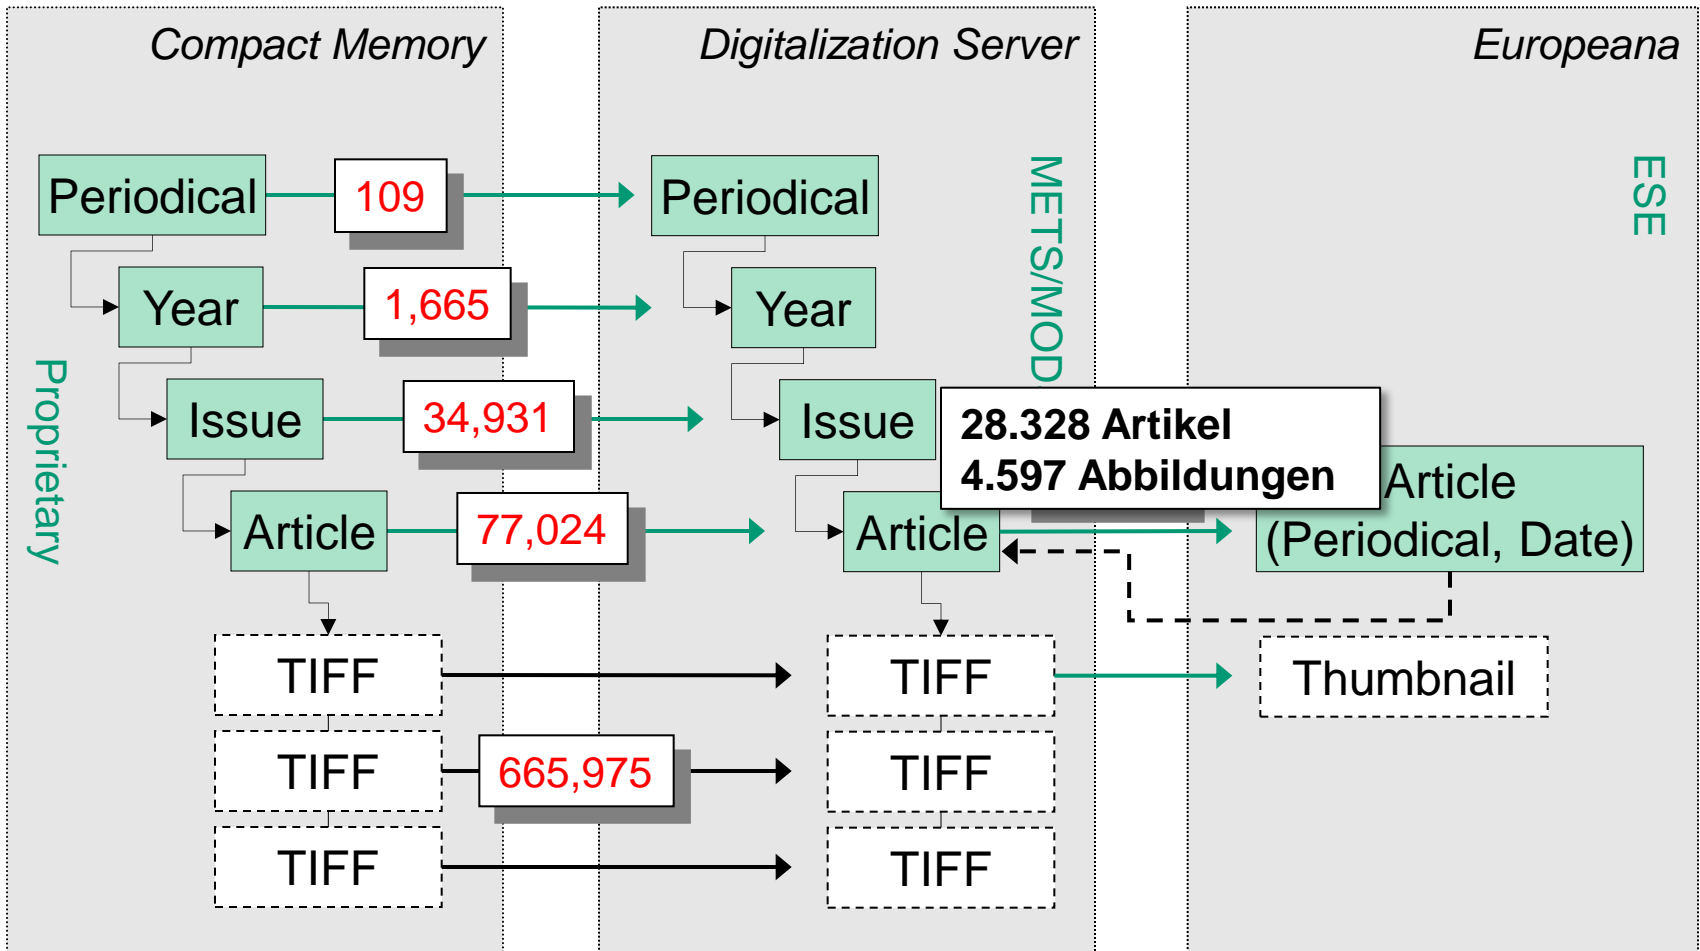 Compact Memory
Digitalization Server
Europeana
Periodical
109
Periodical
METS/MOD
ESE
Year
1,665
Year
Proprietary
Issue
34,931
Issue
28.328 Artikel
4.597 Abbildungen
Article
77,024
Article
Article
(Periodical, Date)
TIFF
TIFF
Thumbnail
TIFF
665,975
TIFF
TIFF
TIFF